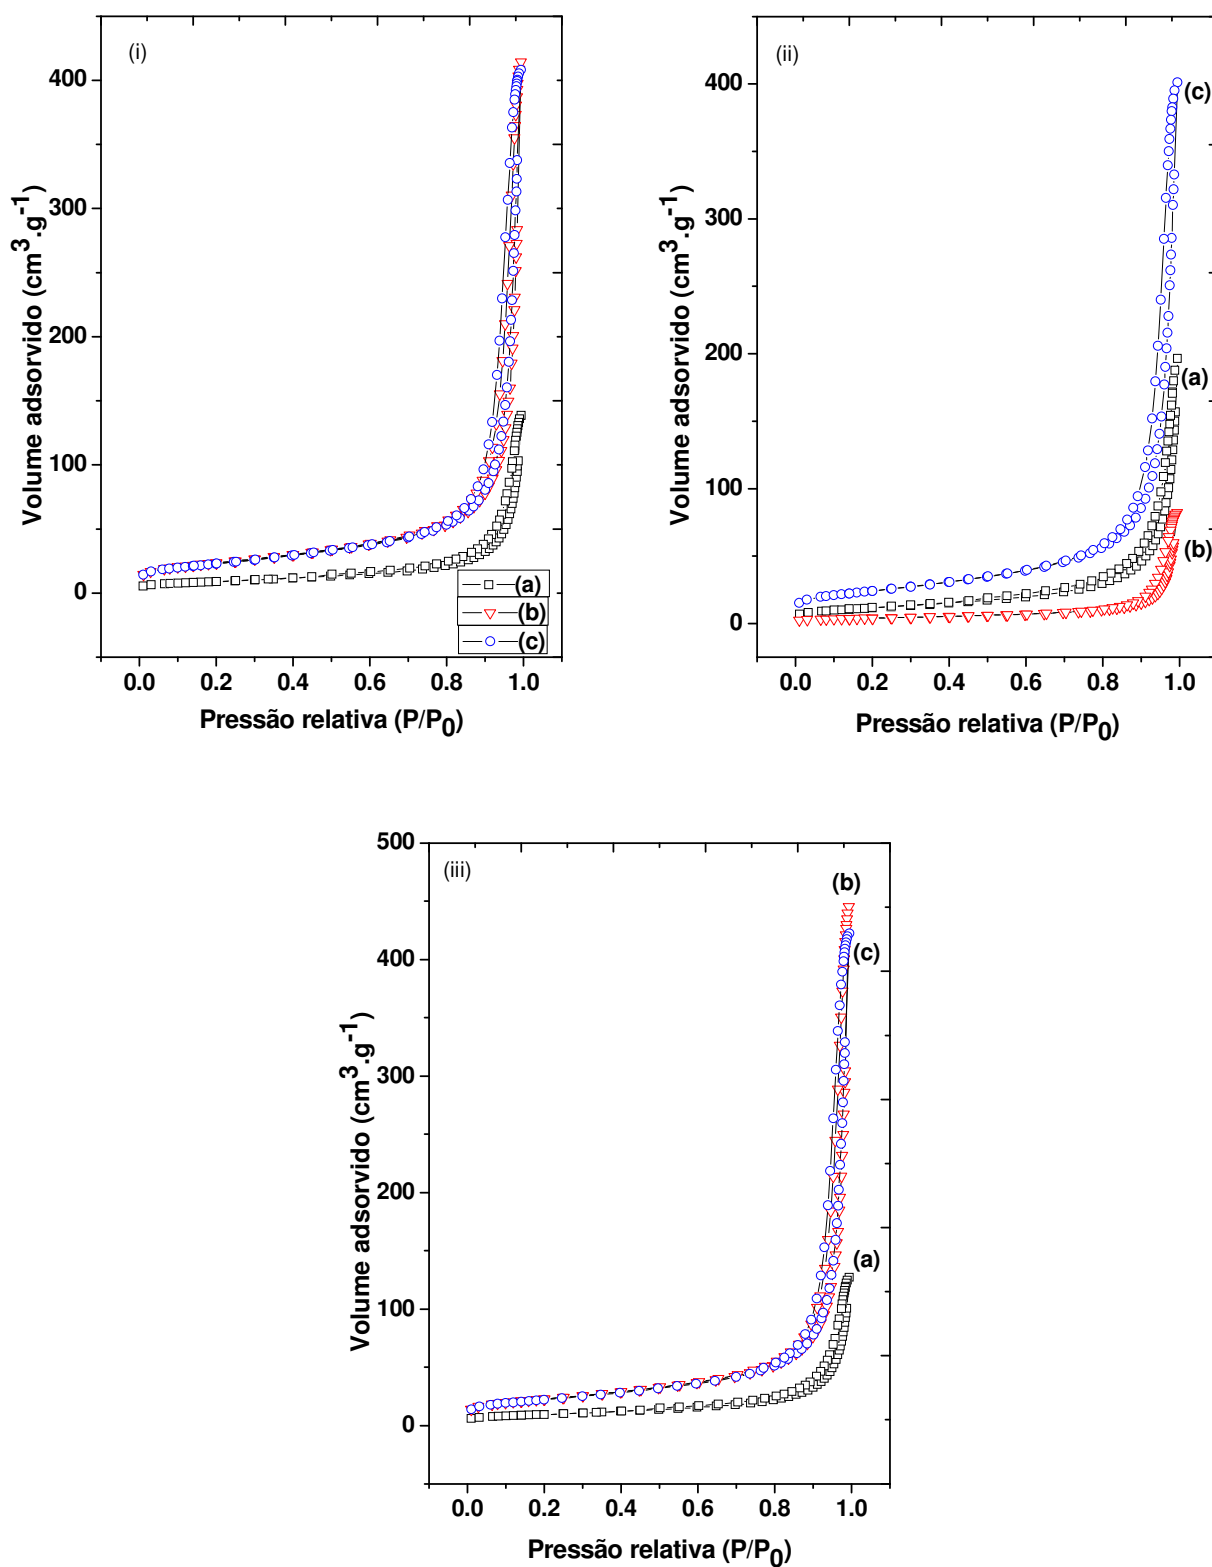 (i)
400
300
200
100
0
Volume adsorvido (cm³.g⁻¹)
(a)
(b)
(c)
0.0 0.2 0.4 0.6 0.8 1.0
Pressão relativa (P/P₀)
(ii)
400
300
200
100
0
Volume adsorvido (cm³.g⁻¹)
(c)
(a)
(b)
0.0 0.2 0.4 0.6 0.8 1.0
Pressão relativa (P/P₀)
(iii)
500
400
300
200
100
0
Volume adsorvido (cm³.g⁻¹)
(b)
(c)
(a)
0.0 0.2 0.4 0.6 0.8 1.0
Pressão relativa (P/P₀)